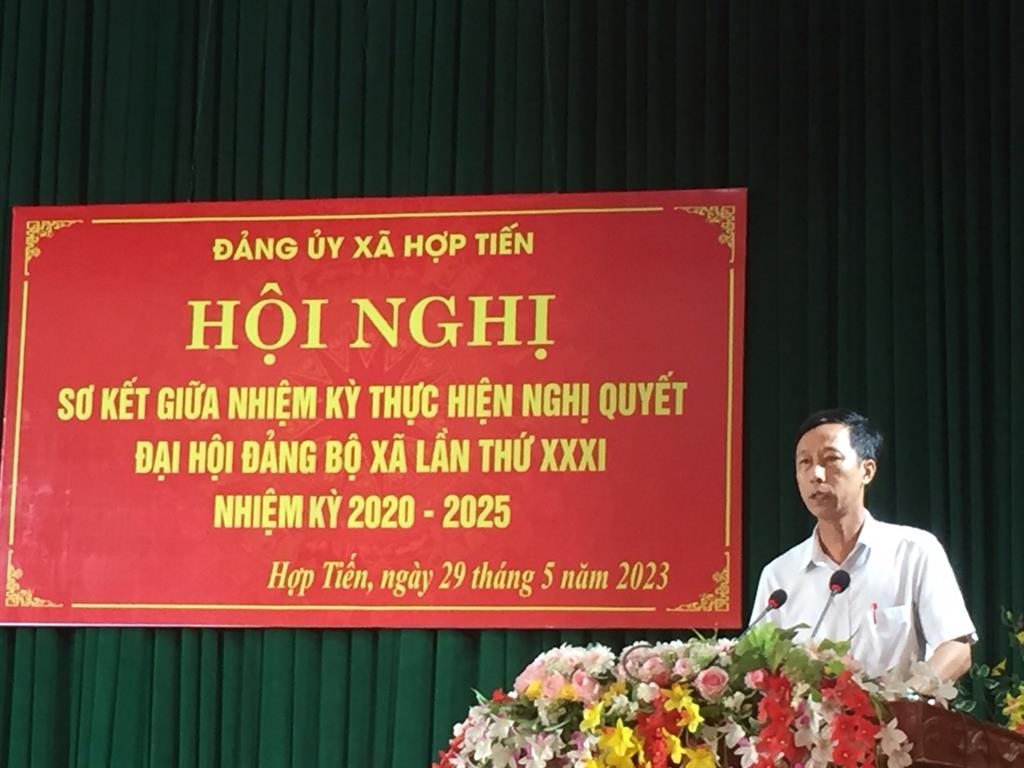 ĐẢNG ỦY XÃ HỢP TIẾN
HỘI NGHỊ
SƠ KẾT GIỮA NHIỆM KỲ THỰC HIỆN NGHỊ QUYẾT
ĐẠI HỘI ĐẢNG BỘ XÃ LẦN THỨ XXXI
NHIỆM KỲ 2020 - 2025
Hợp Tiến, ngày 29 tháng 5 năm 2023